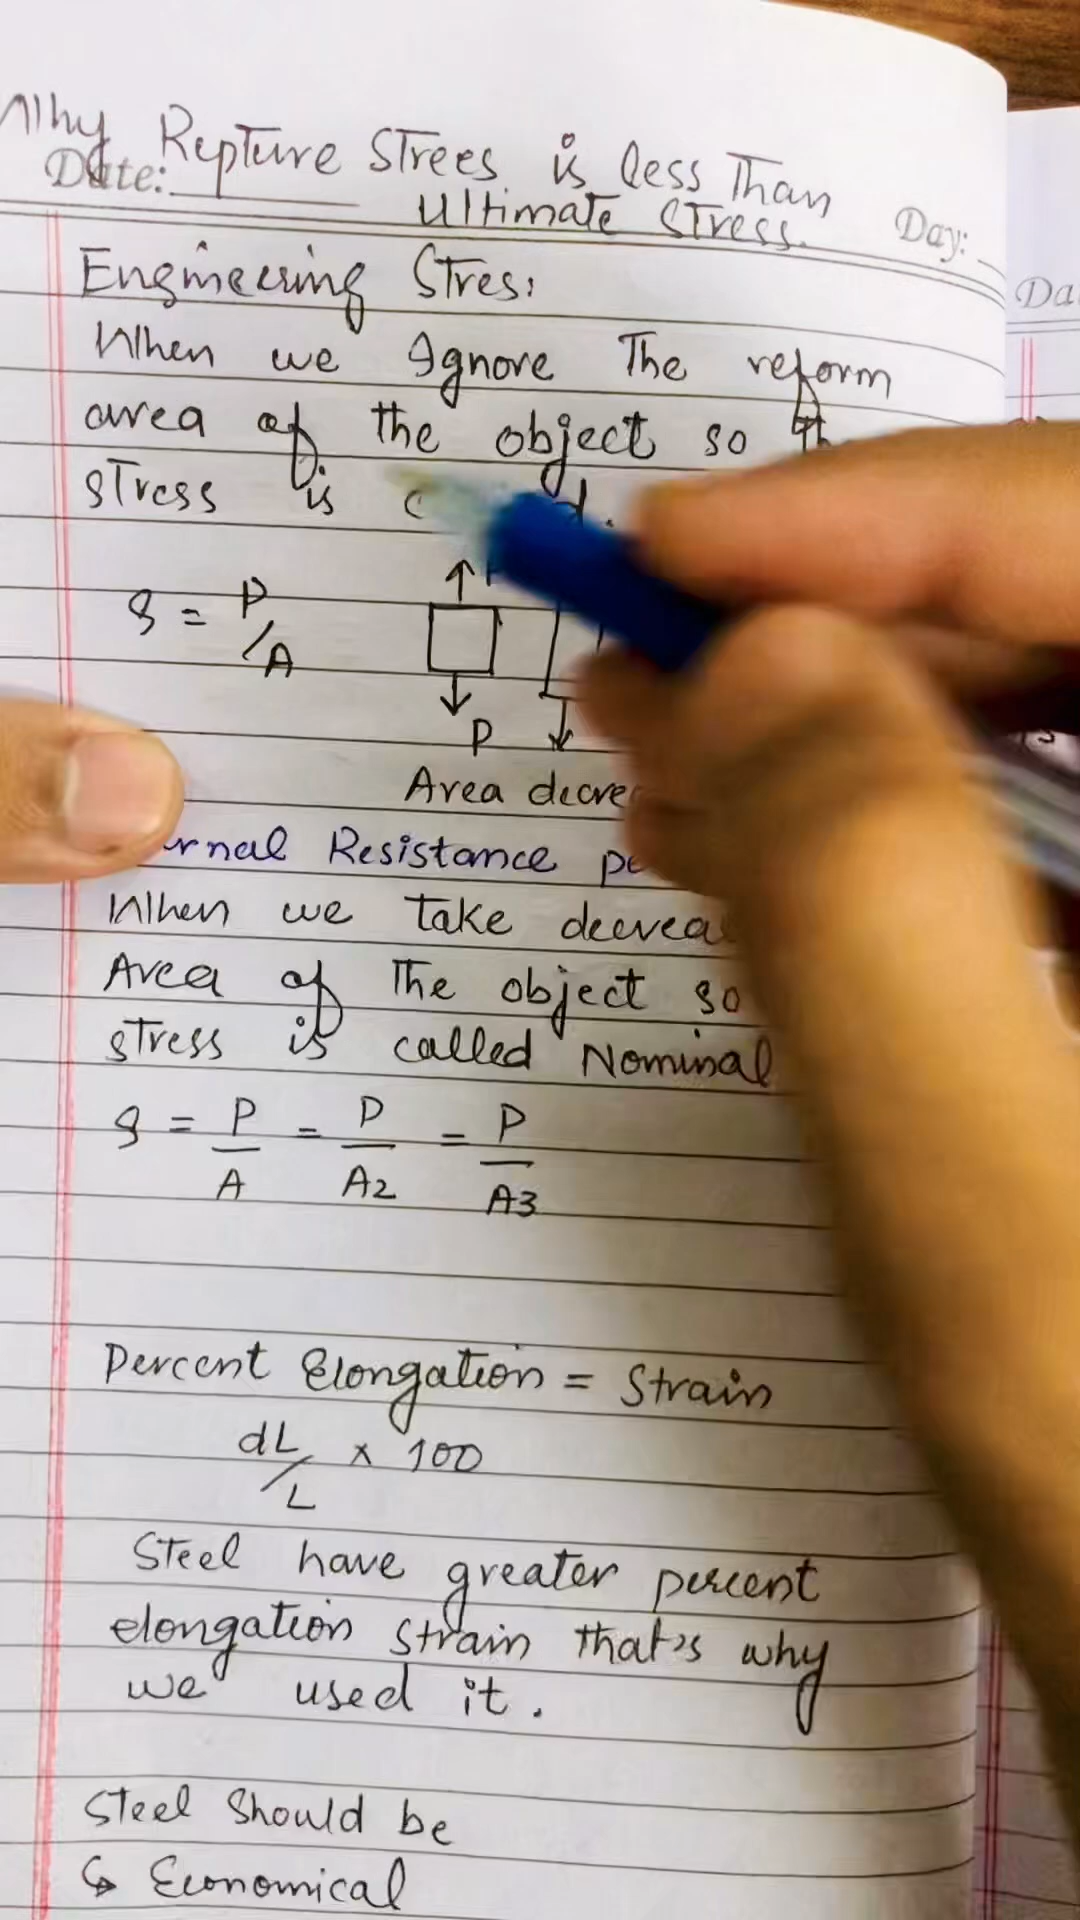 Why Repture Strees is less Than
Date: Ultimate Stress. Day:
Engineering Stres:
Da
When we Ignore The reform
area of the object so
stress is
S = P/A
P
Area decre
rnal Resistance pe
When we take decrea
Area of The object so
stress is called Nominal
S = P/A = P/A2 = P/A3
Percent Elongation = Strain
dL/L x 100
Steel have greater percent
elongation strain that's why
we used it.
Steel Should be
↳ Economical